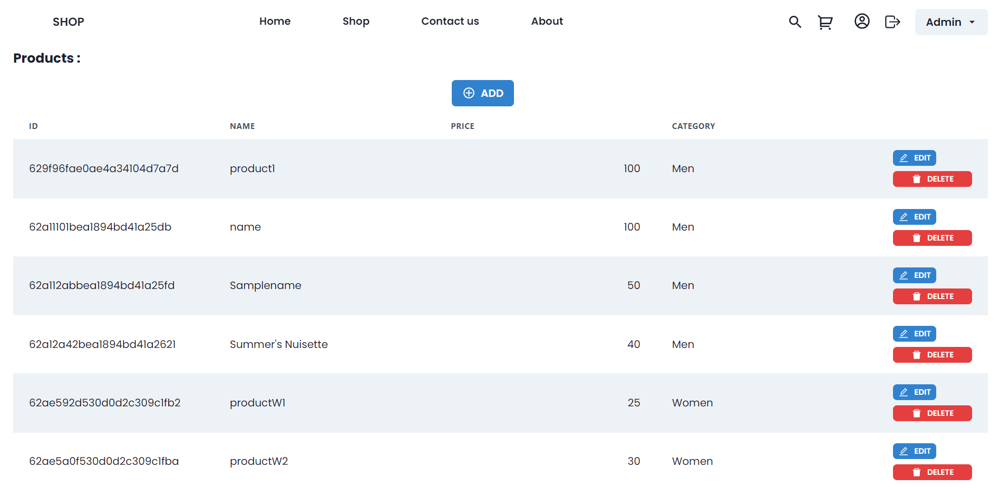 SHOP Home Shop Contact us About Admin
Products :
ADD
ID NAME PRICE CATEGORY
629f96fae0ae4a34104d7a7d product1 100 Men EDIT
DELETE
62a11101bea1894bd41a25db name 100 Men EDIT
DELETE
62a112abbea1894bd41a25fd Samplename 50 Men EDIT
DELETE
62a12a42bea1894bd41a2621 Summer's Nuisette 40 Men EDIT
DELETE
62ae592d530d0d2c309c1fb2 productW1 25 Women EDIT
DELETE
62ae5a0f530d0d2c309c1fba productW2 30 Women EDIT
DELETE